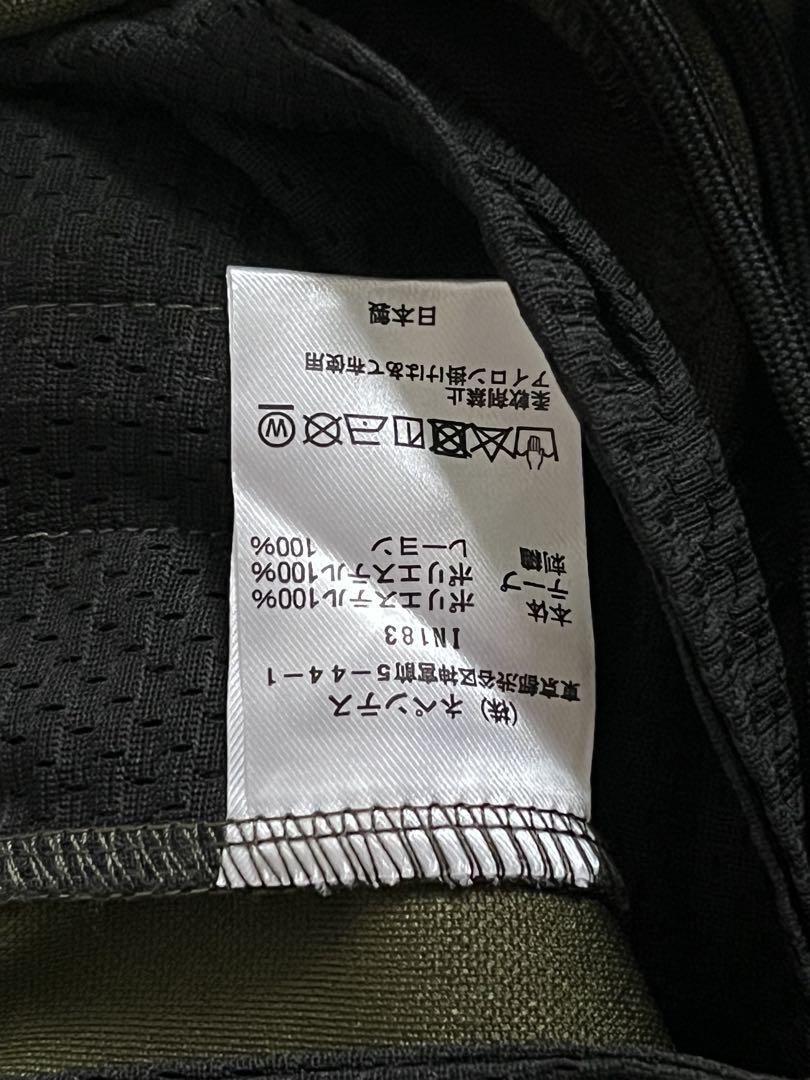 (株) ネペンテス
東京都渋谷区神宮前5-44-1
IN183
本体 ポリエステル100%
テープ ポリエステル100%
刺繍 レーヨン 100%
W
柔軟剤禁止
アイロン掛けはあて布使用
日本製